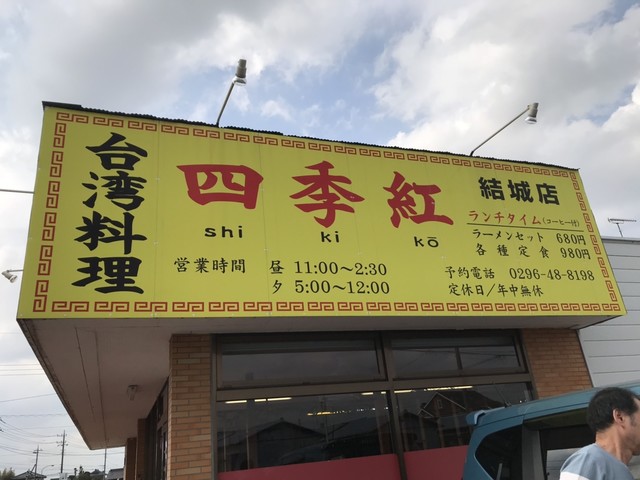 台湾料理
四季紅
shi ki kō
結城店
ランチタイム(コーヒー付)
ラーメンセット 680円
各種定食 980円
営業時間 昼 11:00〜2:30
夕 5:00〜12:00
予約電話 0296-48-8198
定休日／年中無休